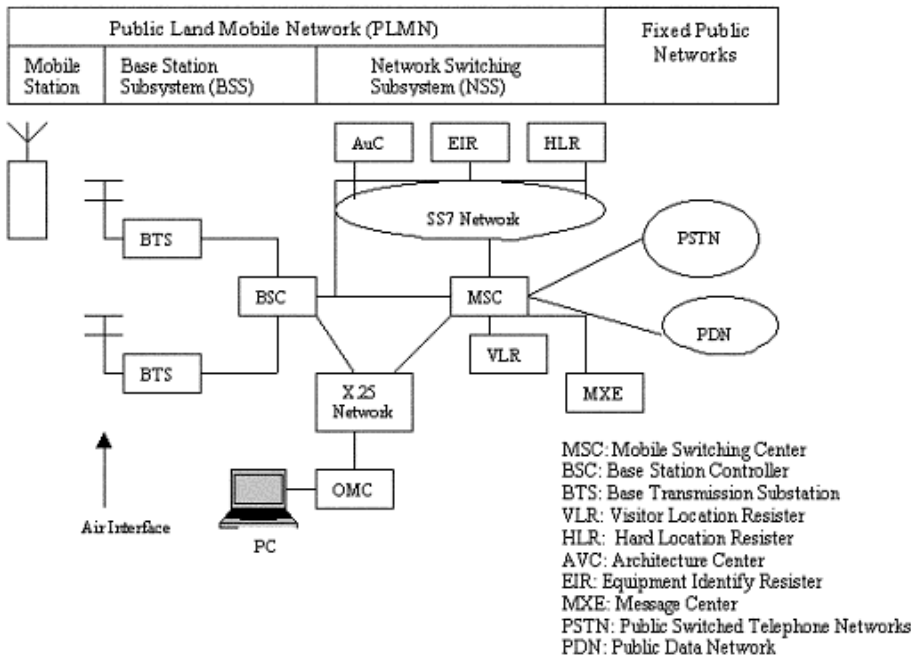 Public Land Mobile Network (PLMN)
Fixed Public
Networks
Mobile
Station
Base Station
Subsystem (BSS)
Network Switching
Subsystem (NSS)
AuC
EIR
HLR
SS7 Network
BTS
PSTN
BSC
MSC
PDN
VLR
BTS
X.25
Network
MXE
OMC
Air Interface
PC
MSC: Mobile Switching Center
BSC: Base Station Controller
BTS: Base Transmission Substation
VLR: Visitor Location Resister
HLR: Hard Location Resister
AVC: Architecture Center
EIR: Equipment Identify Resister
MXE: Message Center
PSTN: Public Switched Telephone Networks
PDN: Public Data Network